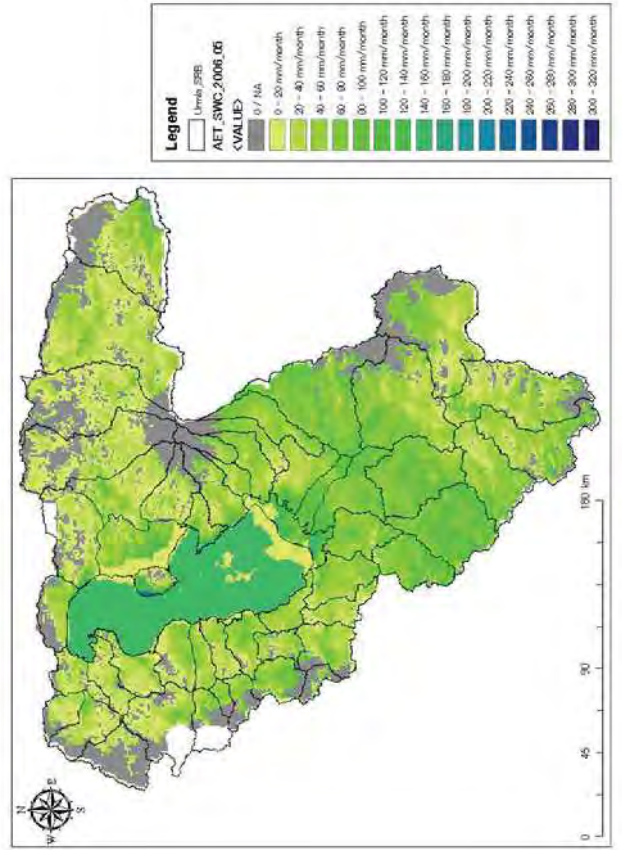 Legend
Urmia_SRB
AET_SWC_2006_05
<VALUE>
0 / NA
0 - 20 mm/month
20 - 40 mm/month
40 - 60 mm/month
60 - 80 mm/month
80 - 100 mm/month
100 - 120 mm/month
120 - 140 mm/month
140 - 160 mm/month
160 - 180 mm/month
180 - 200 mm/month
200 - 220 mm/month
220 - 240 mm/month
240 - 260 mm/month
260 - 280 mm/month
280 - 300 mm/month
300 - 320 mm/month
N
W
E
S
0
45
90
180 km